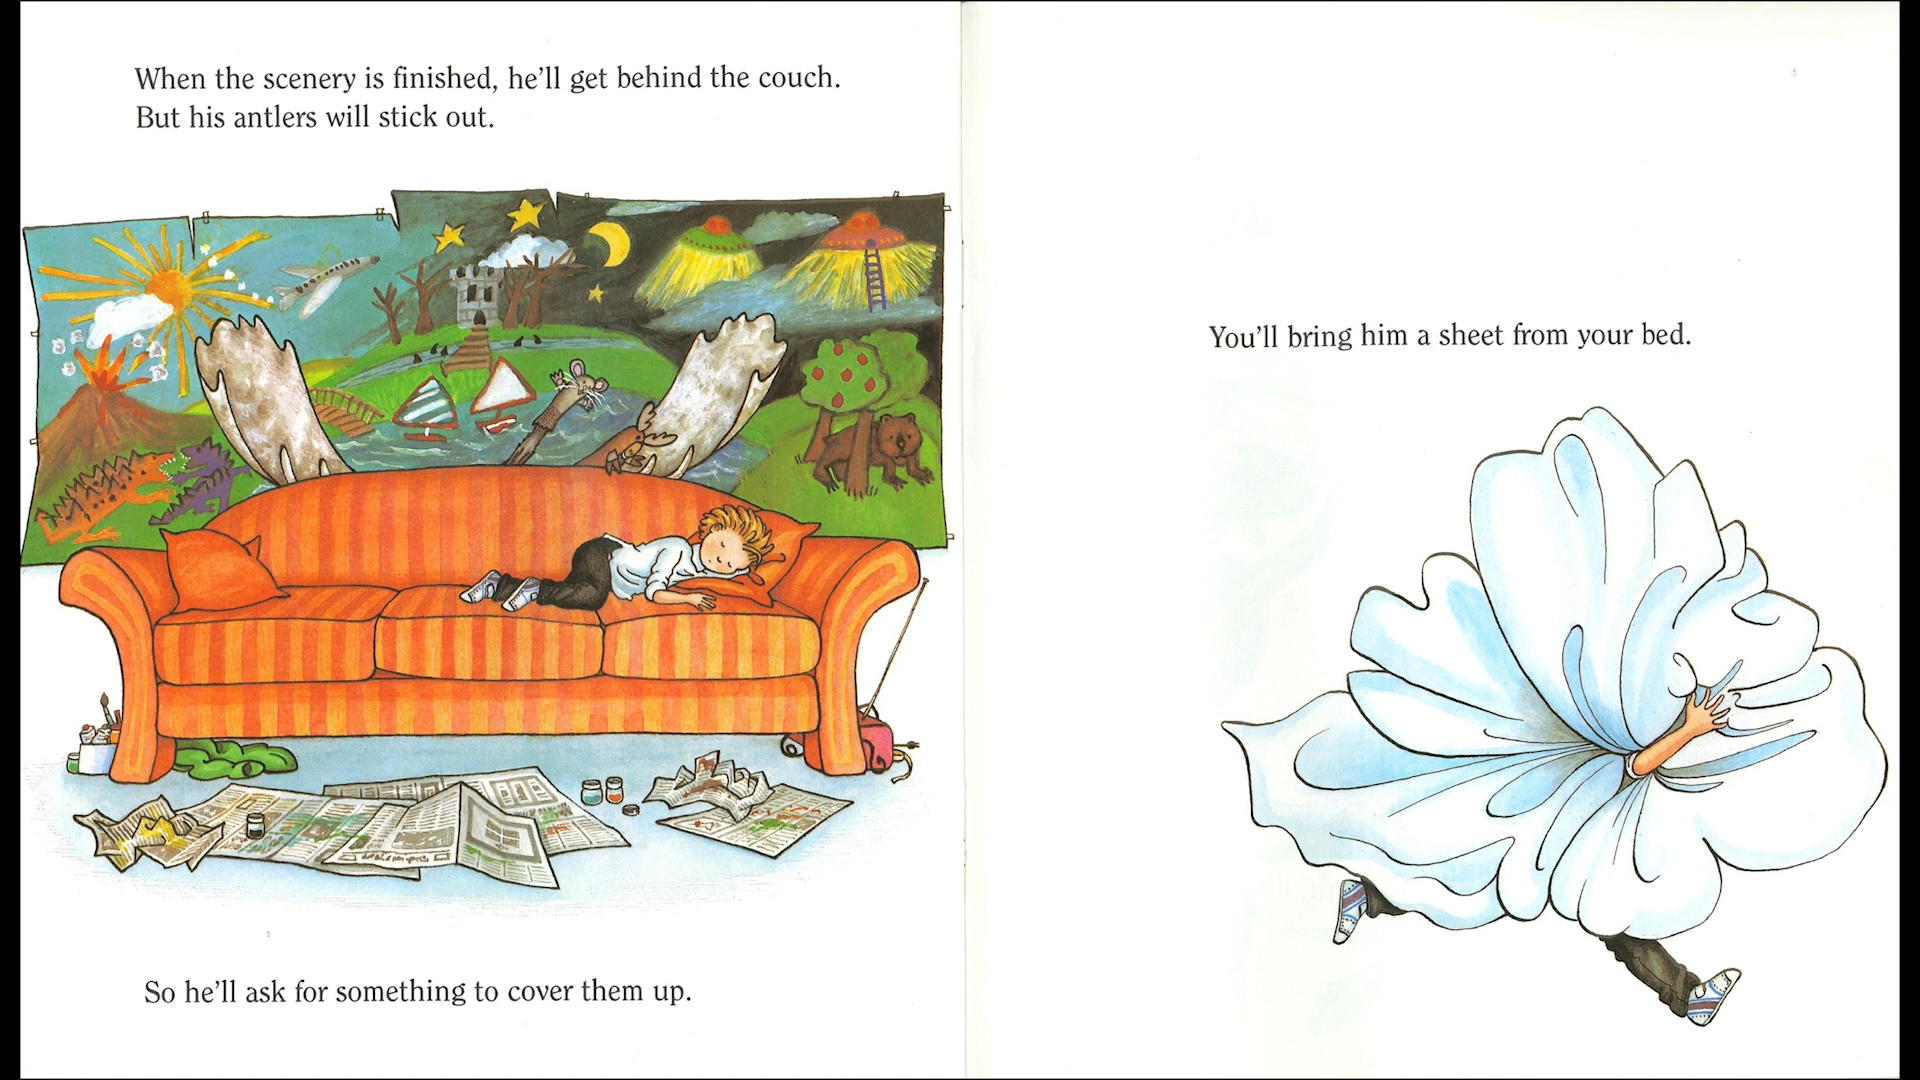 When the scenery is finished, he'll get behind the couch.
But his antlers will stick out.
So he'll ask for something to cover them up.
You'll bring him a sheet from your bed.